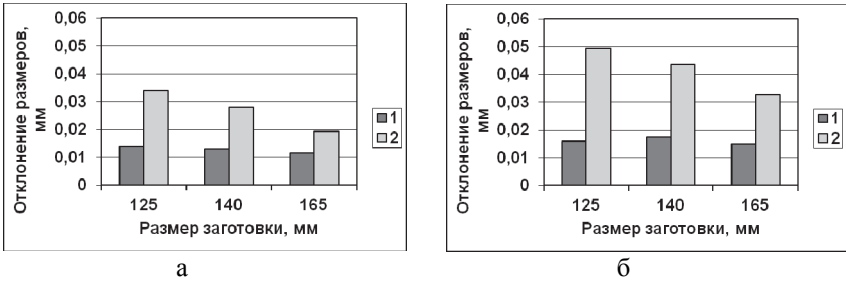 Отклонение размеров,
мм
0,06
0,05
0,04
0,03
0,02
0,01
0
125 140 165
Размер заготовки, мм
1
2
а
Отклонение размеров,
мм
0,06
0,05
0,04
0,03
0,02
0,01
0
125 140 165
Размер заготовки, мм
1
2
б